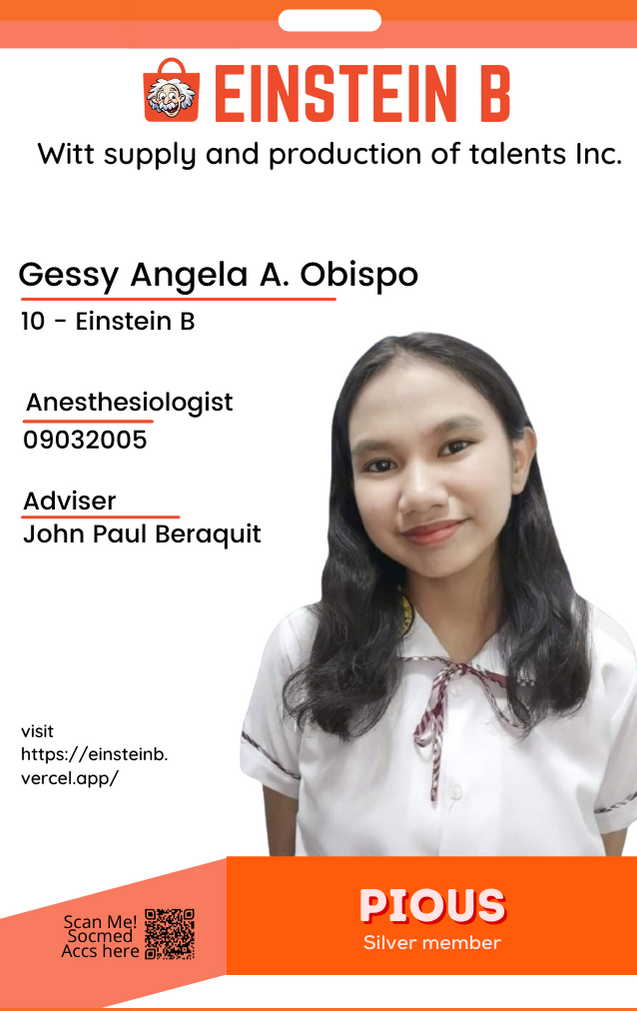 EINSTEIN B
Witt supply and production of talents Inc.
Gessy Angela A. Obispo
10 - Einstein B
Anesthesiologist
09032005
Adviser
John Paul Beraquit
visit
https://einsteinb.
vercel.app/
Scan Me!
Socmed
Accs here
PIOUS
Silver member